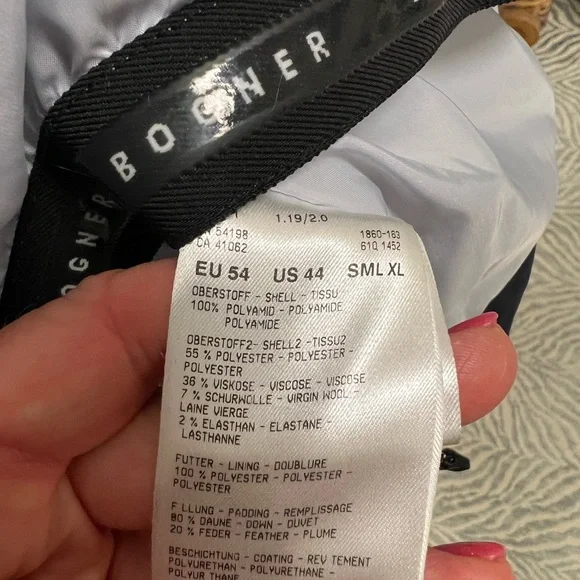 BOGNER
OGNER
1.19/2.0
54198
1860-163
CA 41062
610 1452
EU 54 US 44 SML XL
OBERSTOFF - SHELL - TISSU
100% POLYAMID - POLYAMIDE
POLYAMIDE
OBERSTOFF2- SHELL2 -TISSU2
55 % POLYESTER - POLYESTER -
POLYESTER
36 % VISKOSE - VISCOSE - VISCOSE
7 % SCHURWOLLE - VIRGIN WOOL -
LAINE VIERGE
2 % ELASTHAN - ELASTANE -
LASTHANNE
FUTTER - LINING - DOUBLURE
100 % POLYESTER - POLYESTER -
POLYESTER
F LLUNG - PADDING - REMPLISSAGE
80 % DAUNE - DOWN - DUVET
20 % FEDER - FEATHER - PLUME
BESCHICHTUNG - COATING - REV TEMENT
POLYURETHAN - POLYURETHANE -
POLYUR THANE